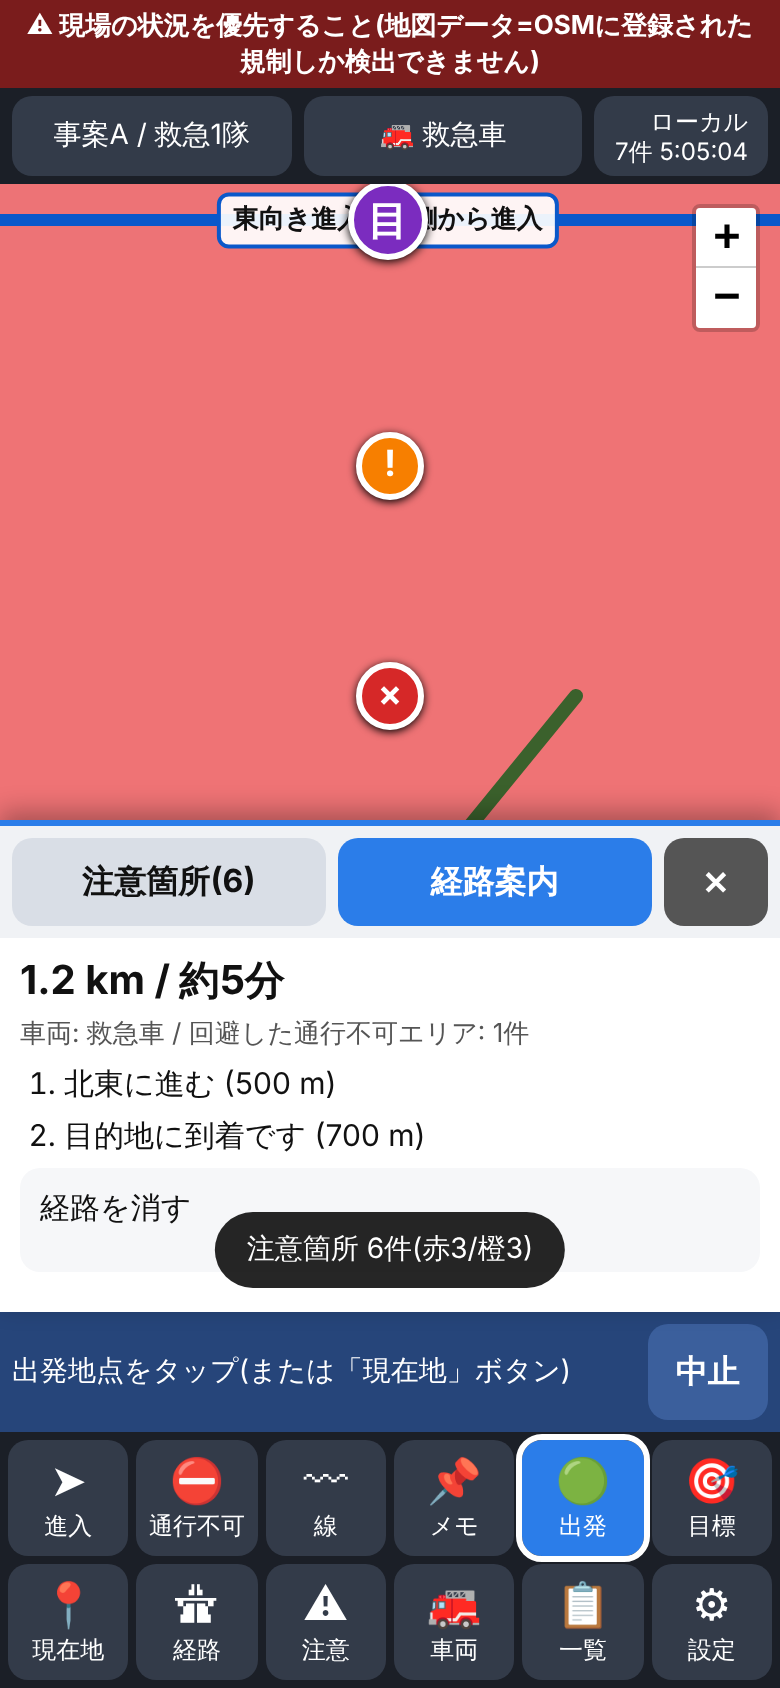 ⚠ 現場の状況を優先すること(地図データ=OSMに登録された
規制しか検出できません)
事案A / 救急1隊
🚒 救急車
ローカル
7件 5:05:04
東向き進入
目
から進入
+
−
!
×
注意箇所(6)
経路案内
×
1.2 km / 約5分
車両: 救急車 / 回避した通行不可エリア: 1件
1. 北東に進む (500 m)
2. 目的地に到着です (700 m)
経路を消す
注意箇所 6件(赤3/橙3)
出発地点をタップ(または「現在地」ボタン)
中止
進入
通行不可
線
メモ
出発
目標
現在地
経路
注意
車両
一覧
設定